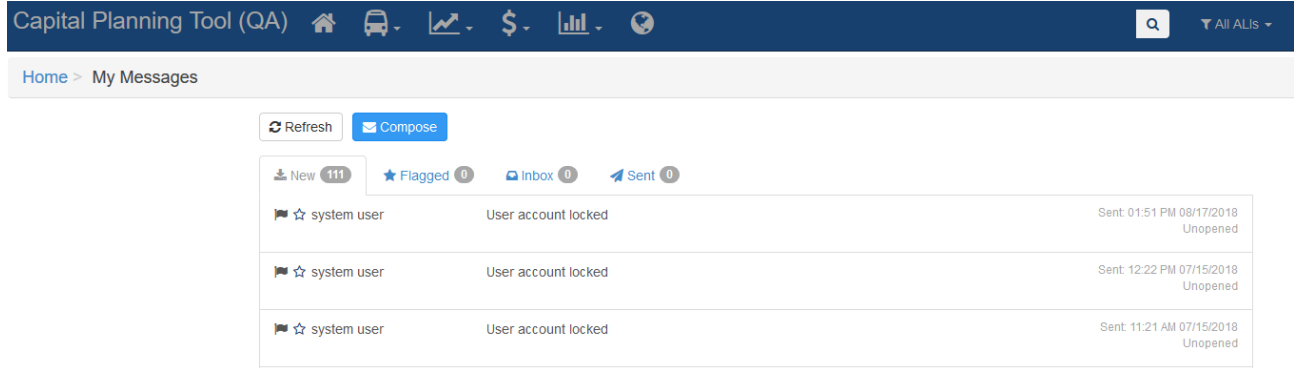 Capital Planning Tool (QA) All ALIs
Home > My Messages
Refresh Compose
New 111 Flagged 0 Inbox 0 Sent 0
system user User account locked Sent: 01:51 PM 08/17/2018
Unopened
system user User account locked Sent: 12:22 PM 07/15/2018
Unopened
system user User account locked Sent: 11:21 AM 07/15/2018
Unopened